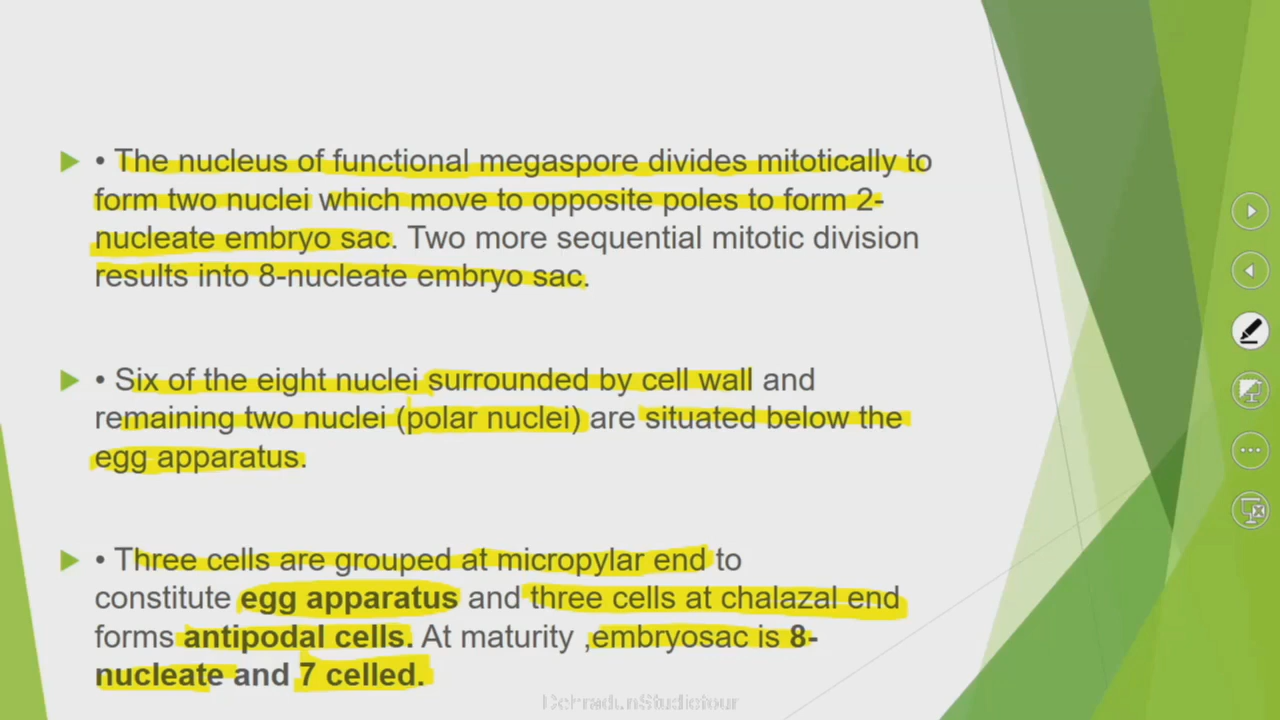 • The nucleus of functional megaspore divides mitotically to
form two nuclei which move to opposite poles to form 2-
nucleate embryo sac. Two more sequential mitotic division
results into 8-nucleate embryo sac.
• Six of the eight nuclei surrounded by cell wall and
remaining two nuclei (polar nuclei) are situated below the
egg apparatus.
• Three cells are grouped at micropylar end to
constitute egg apparatus and three cells at chalazal end
forms antipodal cells. At maturity ,embryosac is 8-
nucleate and 7 celled.
DehradunStudietour